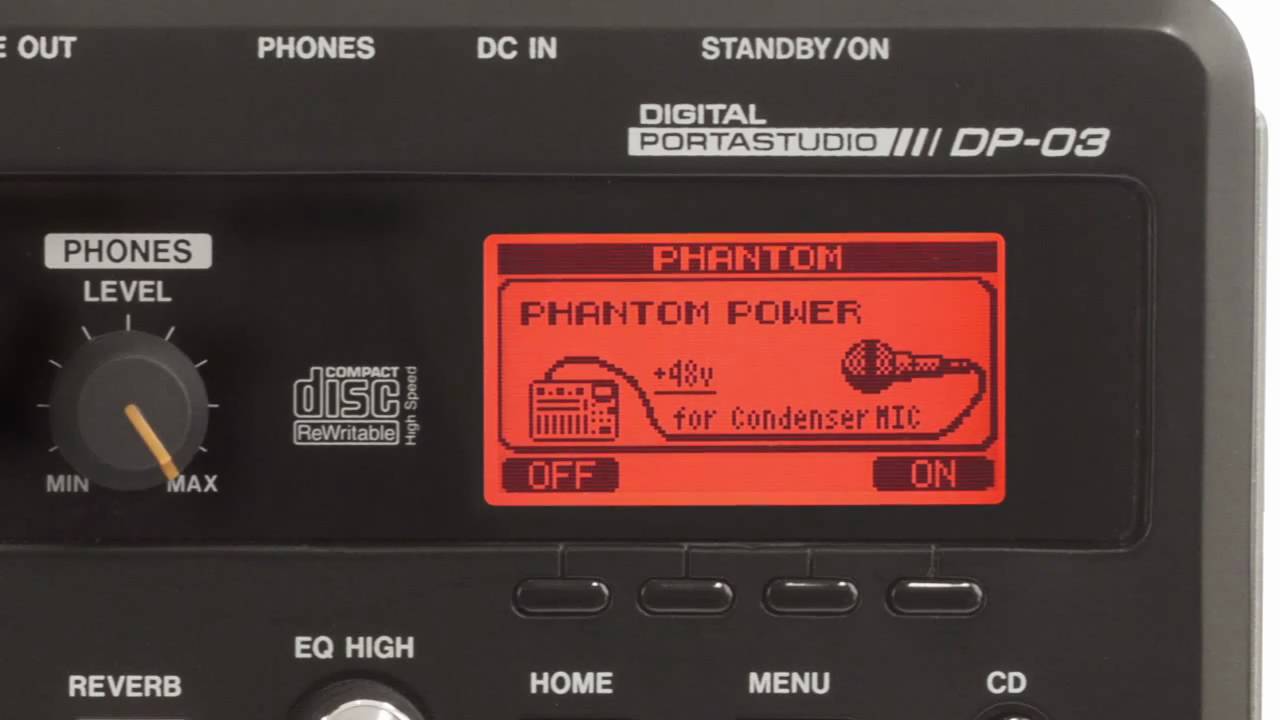 E OUT
PHONES
DC IN
STANDBY/ON
DIGITAL
PORTASTUDIO DP-03
PHONES
LEVEL
MIN
MAX
COMPACT
disc
ReWritable
High Speed
PHANTOM
PHANTOM POWER
+48v
for Condenser MIC
OFF
ON
EQ HIGH
REVERB
HOME
MENU
CD